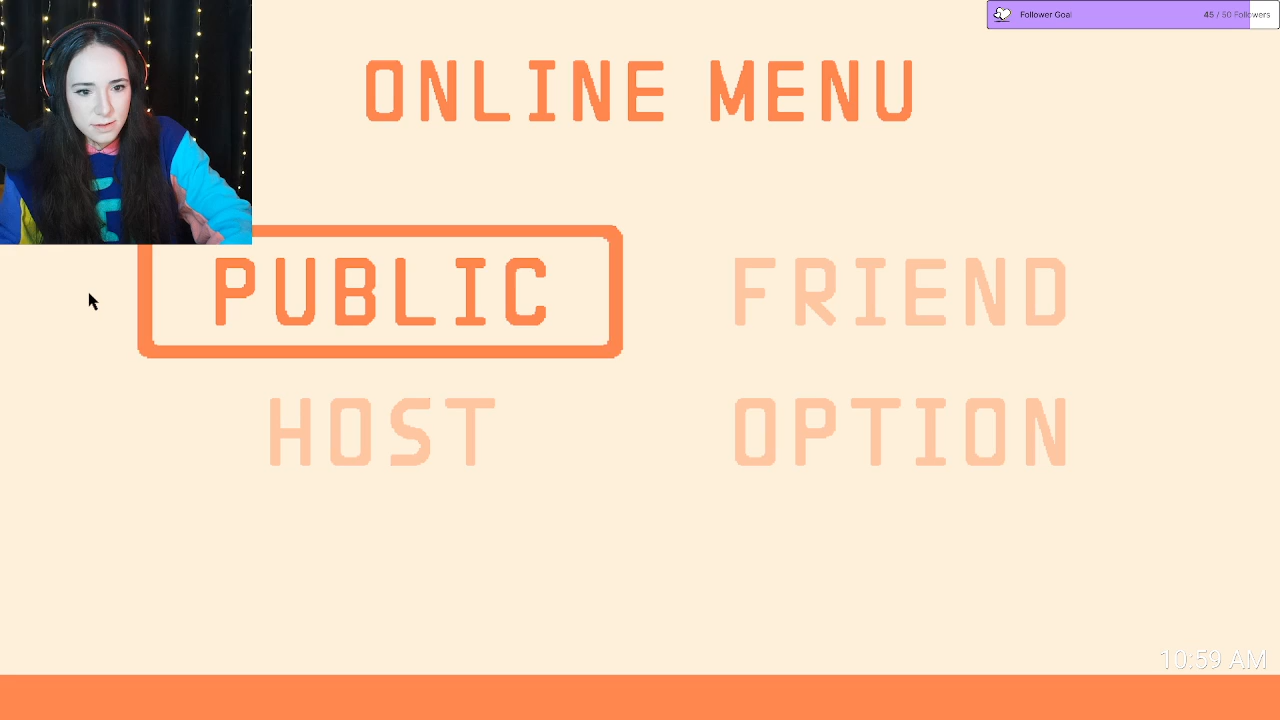 Follower Goal
45 / 50 Followers
ONLINE MENU
PUBLIC
FRIEND
HOST
OPTION
10:59 AM